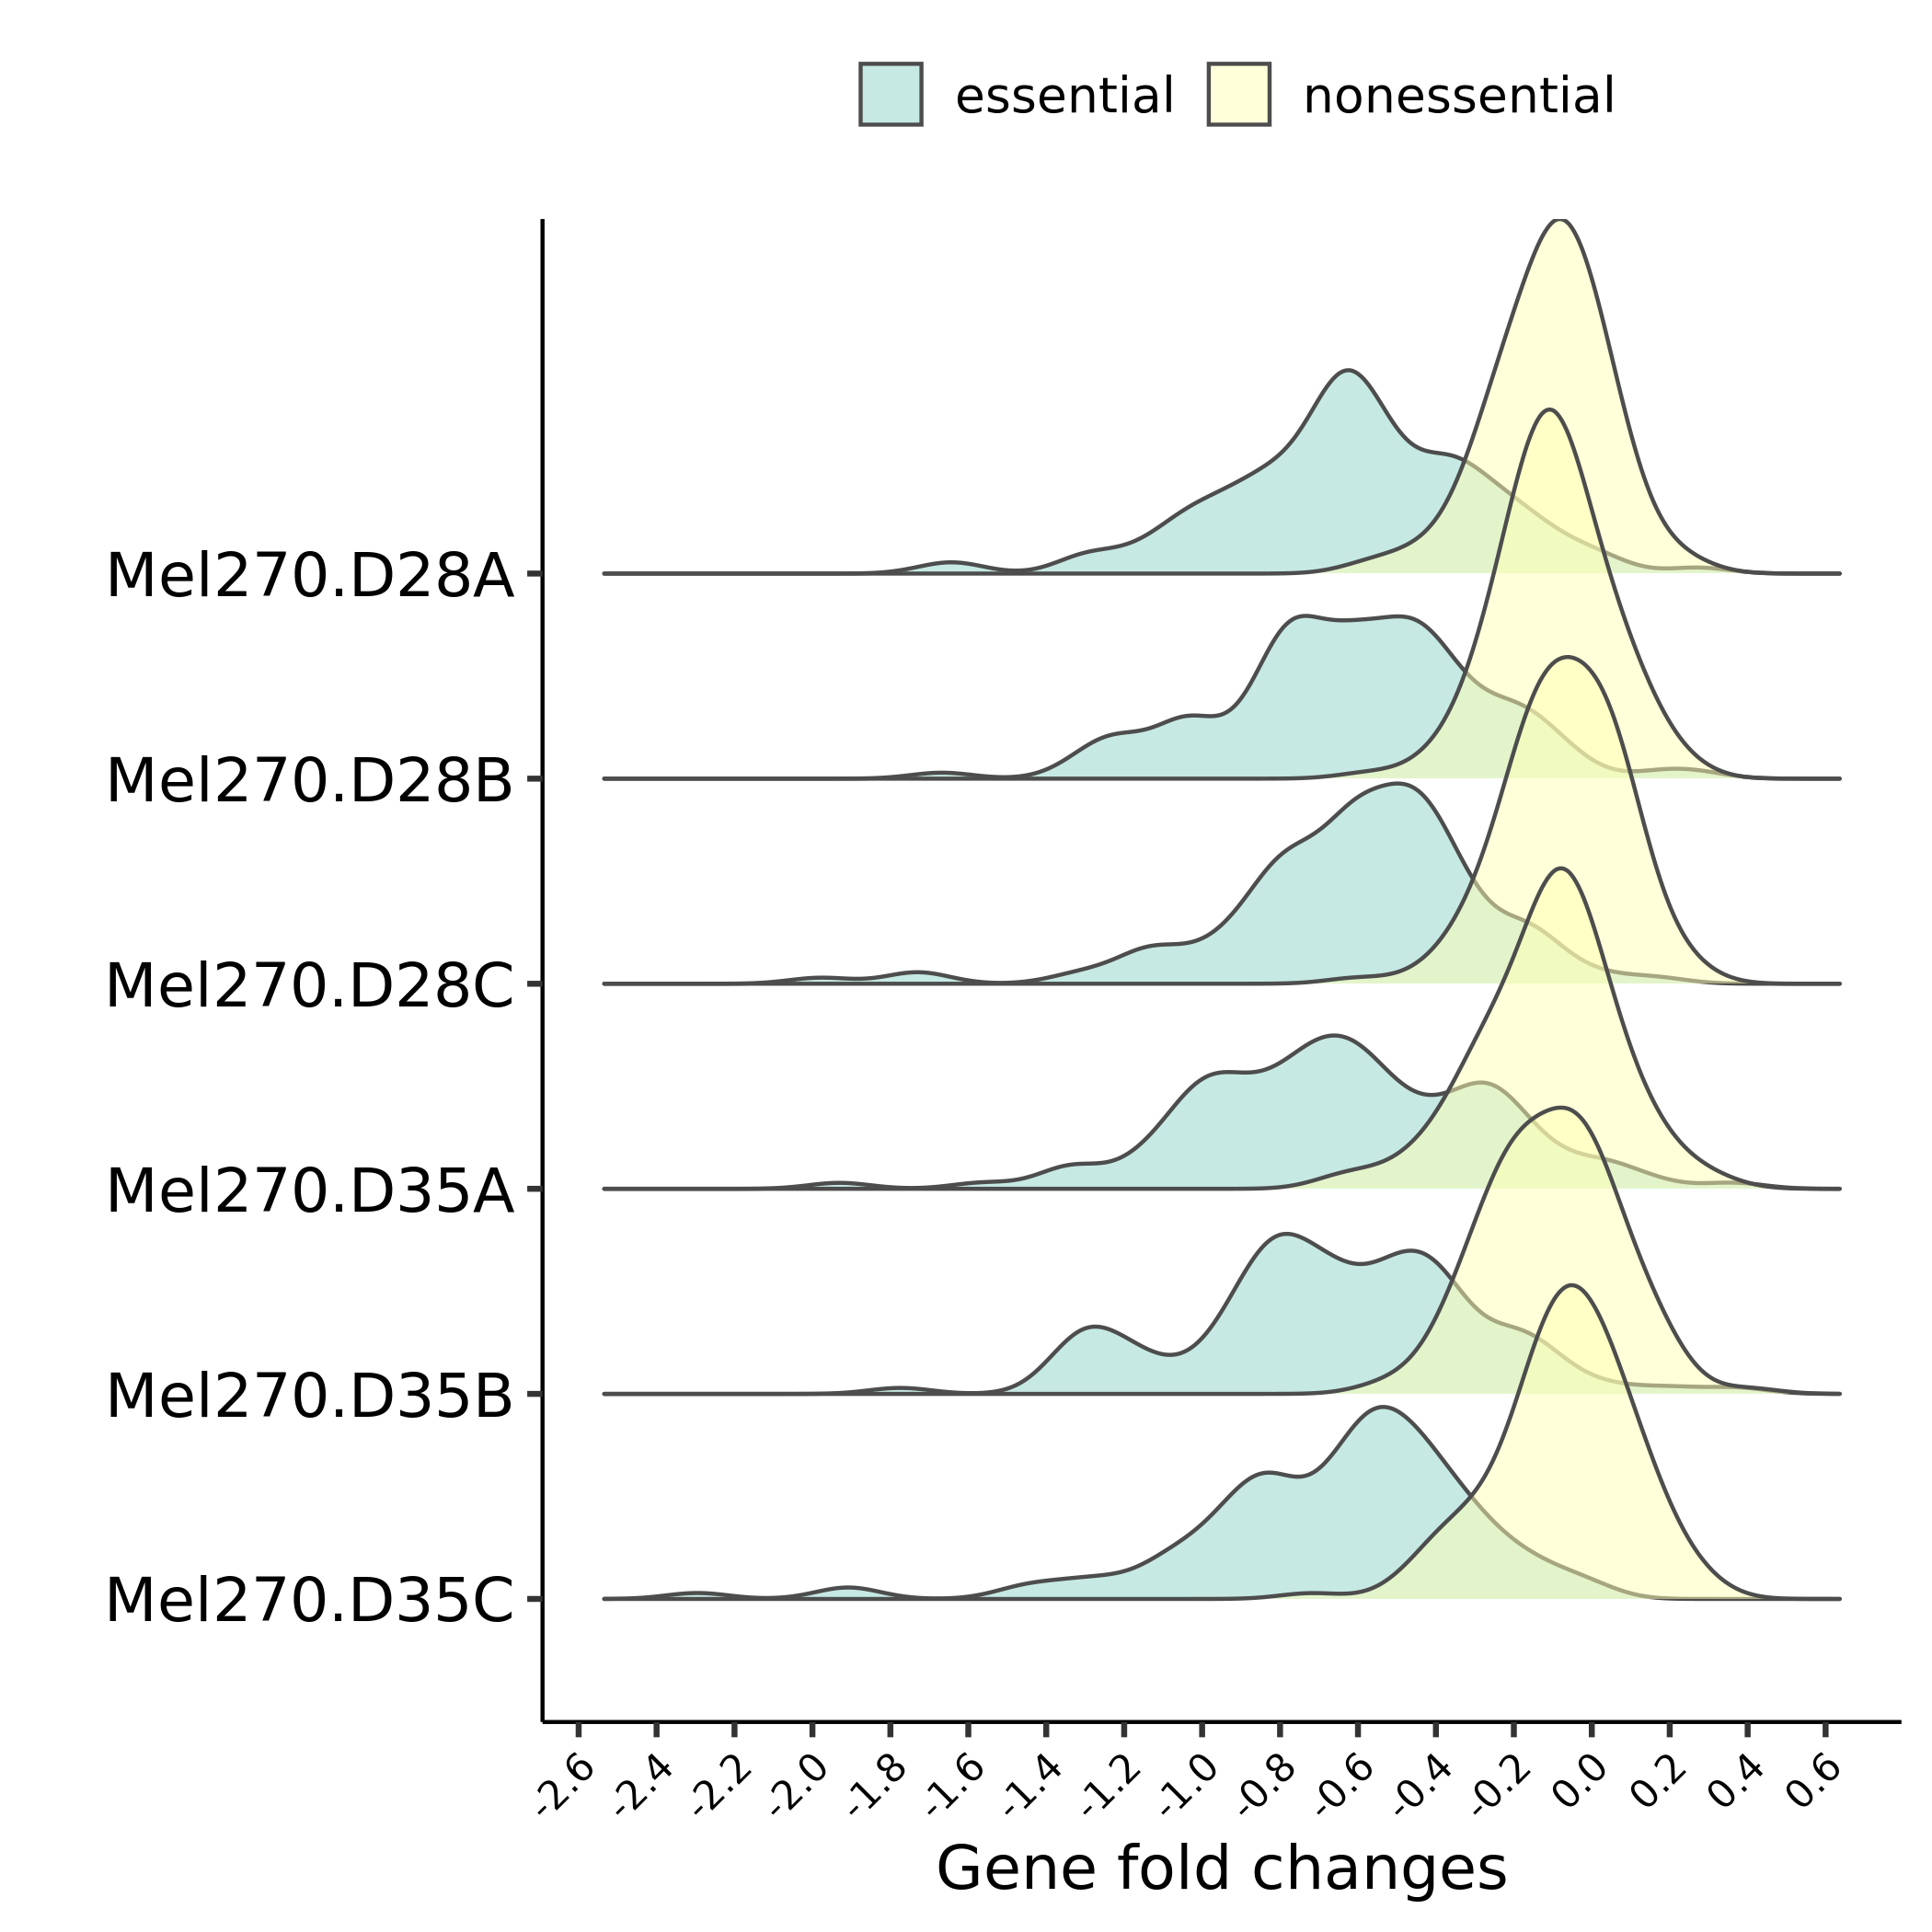 essential nonessential
Mel270.D28A
Mel270.D28B
Mel270.D28C
Mel270.D35A
Mel270.D35B
Mel270.D35C
-2.6 -2.4 -2.2 -2.0 -1.8 -1.6 -1.4 -1.2 -1.0 -0.8 -0.6 -0.4 -0.2 0.0 0.2 0.4 0.6
Gene fold changes